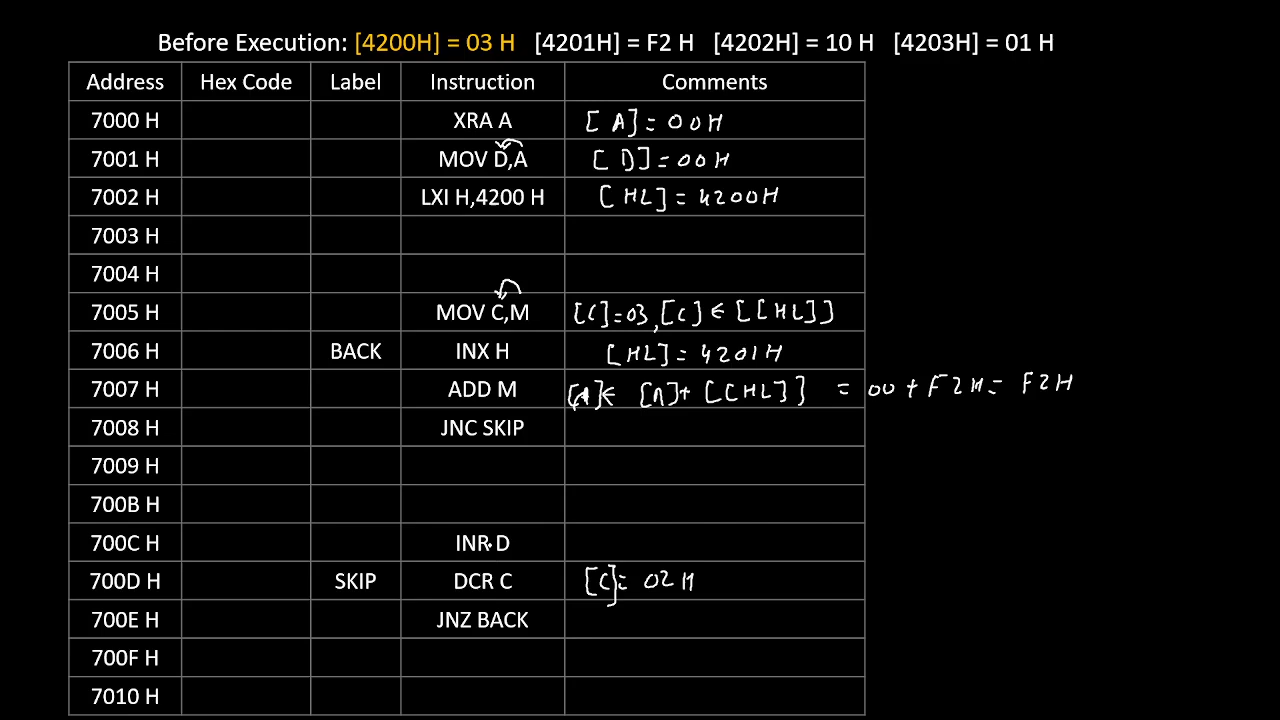 Before Execution: [4200H] = 03 H [4201H] = F2 H [4202H] = 10 H [4203H] = 01 H
Address Hex Code Label Instruction Comments
7000 H XRA A [A]=00H
7001 H MOV D,A [D]=00H
7002 H LXI H,4200 H [HL]=4200H
7003 H
7004 H
7005 H MOV C,M [C]=03,[C]←[[HL]]
7006 H BACK INX H [HL]=4201H
7007 H ADD M [A]←[A]+[[HL]] = 00+F2H=F2H
7008 H JNC SKIP
7009 H
700B H
700C H INR D
700D H SKIP DCR C [C]=02H
700E H JNZ BACK
700F H
7010 H